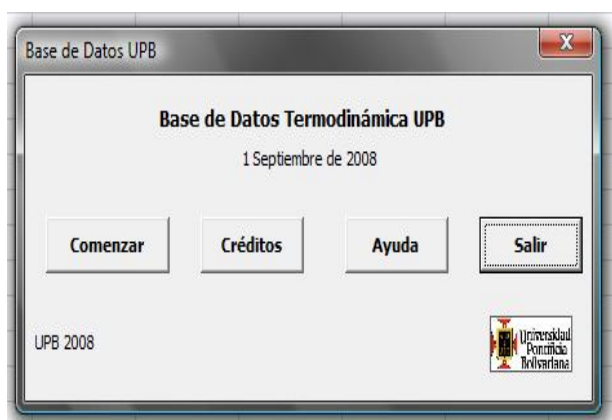 Base de Datos UPB
X
Base de Datos Termodinámica UPB
1 Septiembre de 2008
Comenzar Créditos Ayuda Salir
UPB 2008
Universidad
Pontificia
Bolivariana